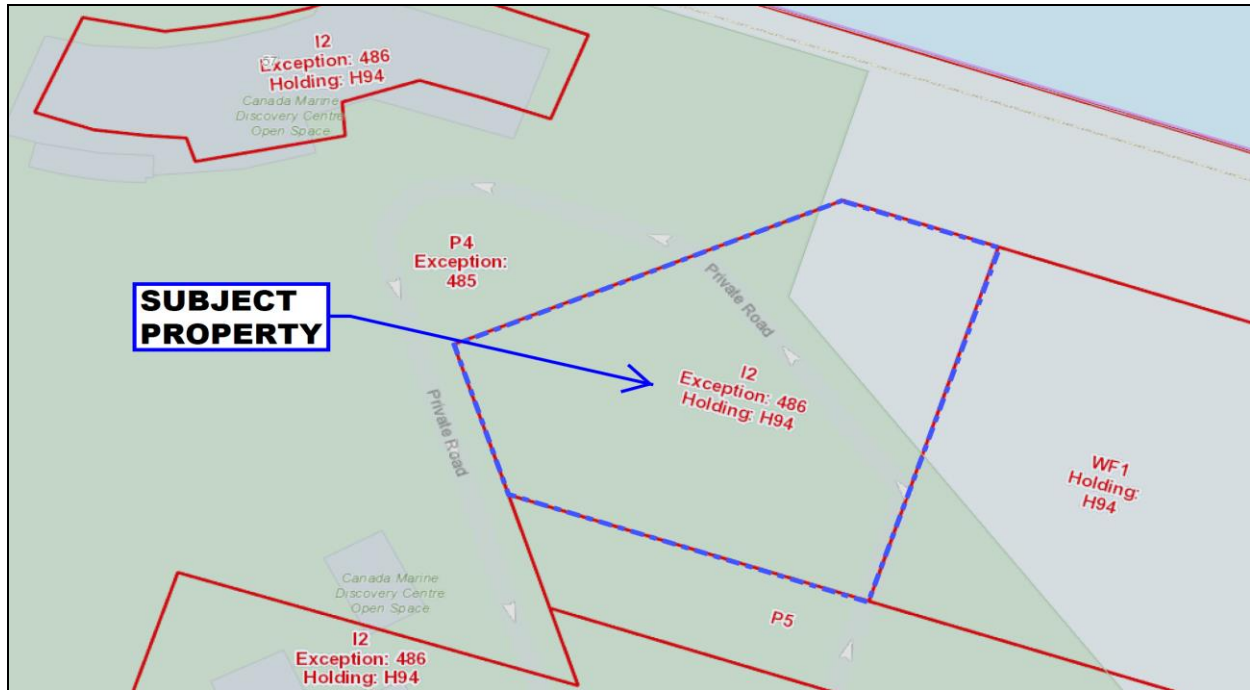 I2
Exception: 486
Holding: H94
Canada Marine
Discovery Centre
Open Space
P4
Exception:
485
SUBJECT
PROPERTY
Private Road
Private Road
I2
Exception: 486
Holding: H94
WF1
Holding:
H94
Canada Marine
Discovery Centre
Open Space
P5
I2
Exception: 486
Holding: H94